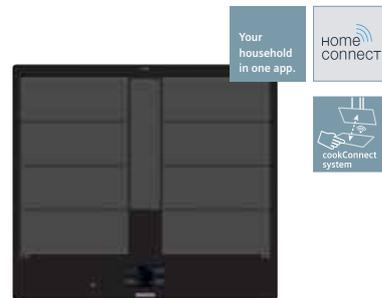 Your
household
in one app.
HOME
CONNECT
cookConnect
system